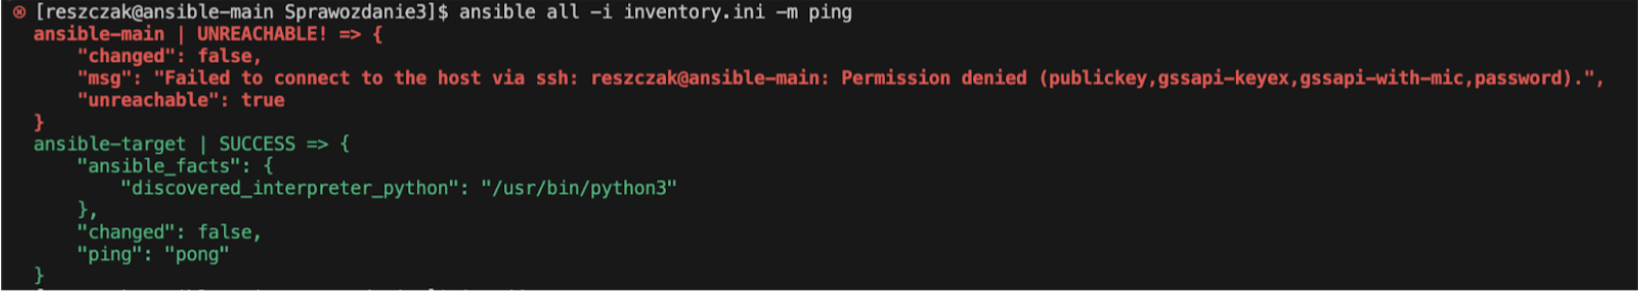 [reszczak@ansible-main Sprawozdanie3]$ ansible all -i inventory.ini -m ping
ansible-main | UNREACHABLE! => {
    "changed": false,
    "msg": "Failed to connect to the host via ssh: reszczak@ansible-main: Permission denied (publickey,gssapi-keyex,gssapi-with-mic,password).",
    "unreachable": true
}
ansible-target | SUCCESS => {
    "ansible_facts": {
        "discovered_interpreter_python": "/usr/bin/python3"
    },
    "changed": false,
    "ping": "pong"
}